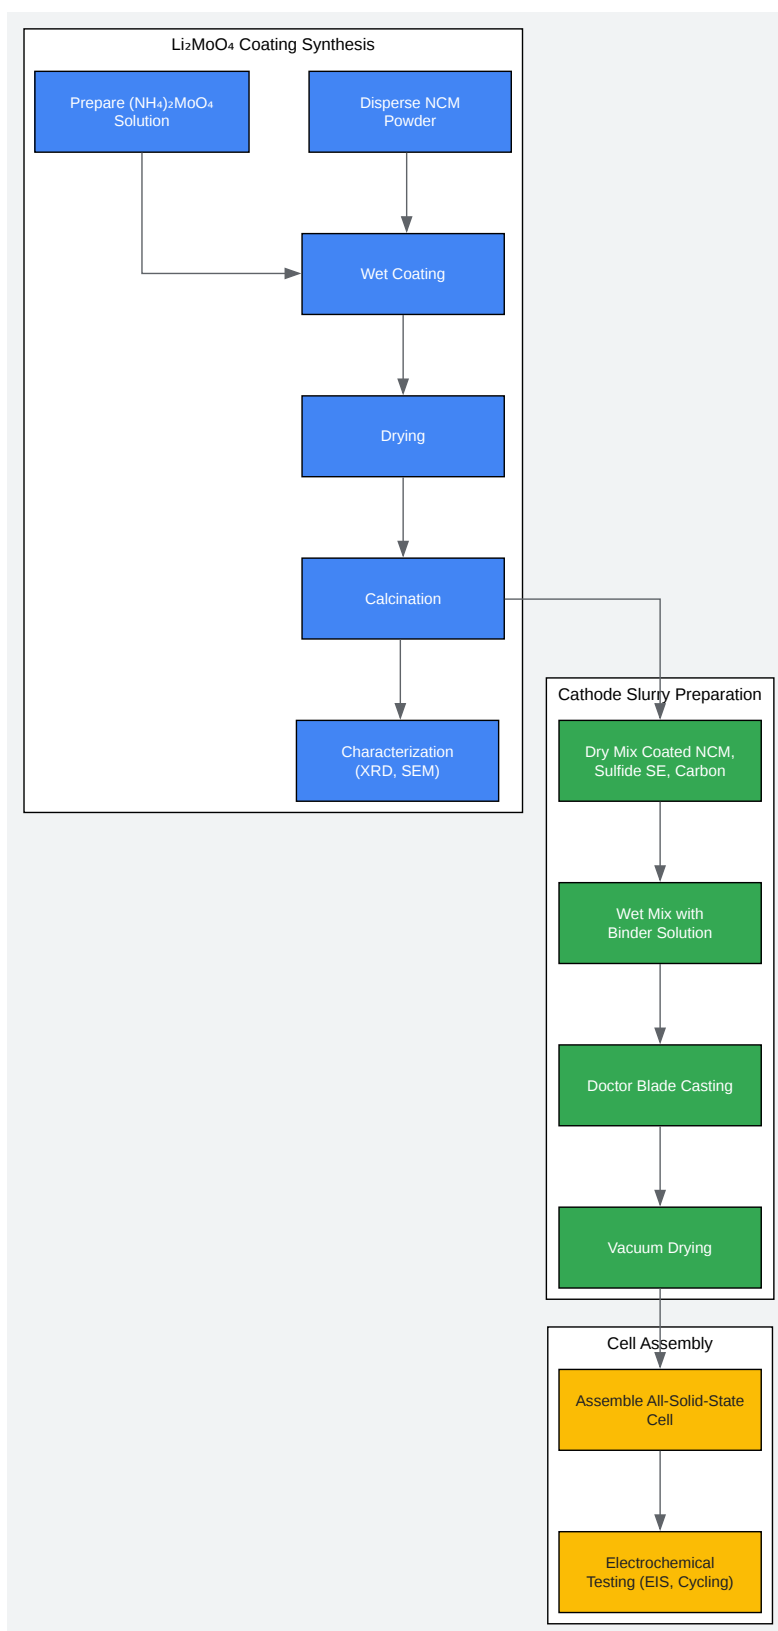 Li₂MoO₄ Coating Synthesis
Prepare (NH₄)₂MoO₄
Solution
Disperse NCM
Powder
Wet Coating
Drying
Calcination
Characterization
(XRD, SEM)
Cathode Slurry Preparation
Dry Mix Coated NCM,
Sulfide SE, Carbon
Wet Mix with
Binder Solution
Doctor Blade Casting
Vacuum Drying
Cell Assembly
Assemble All-Solid-State
Cell
Electrochemical
Testing (EIS, Cycling)